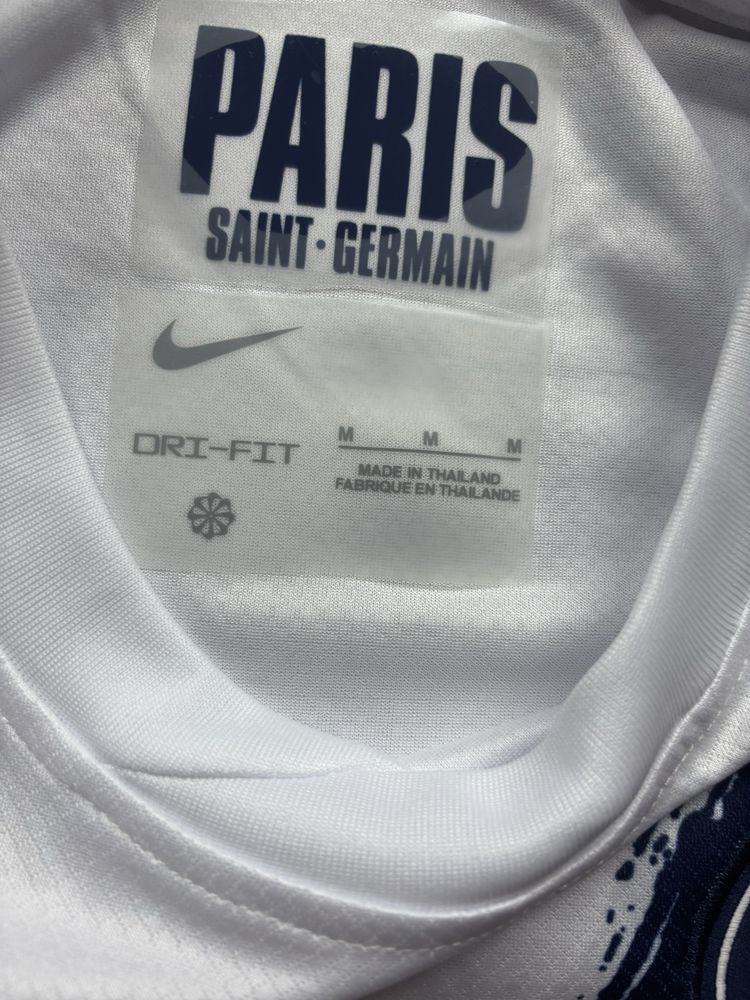 PARIS
SAINT·GERMAIN
DRI-FIT
M M M
MADE IN THAILAND
FABRIQUE EN THAILANDE